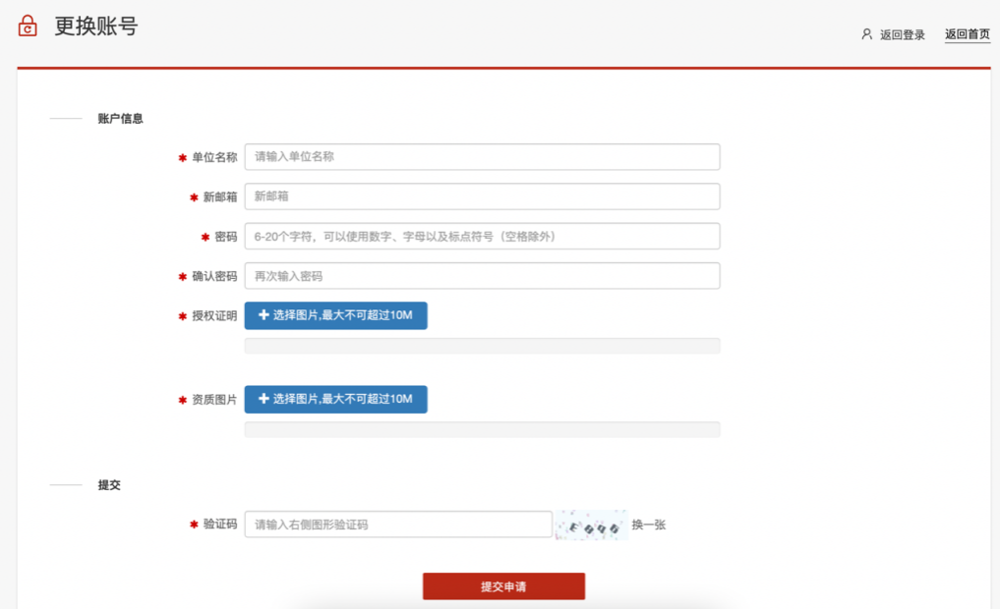 更换账号
返回登录 返回首页
账户信息
* 单位名称 请输入单位名称
* 新邮箱 新邮箱
* 密码 6-20个字符，可以使用数字、字母以及标点符号（空格除外）
* 确认密码 再次输入密码
* 授权证明 + 选择图片,最大不可超过10M
* 资质图片 + 选择图片,最大不可超过10M
提交
* 验证码 请输入右侧图形验证码 换一张
提交申请